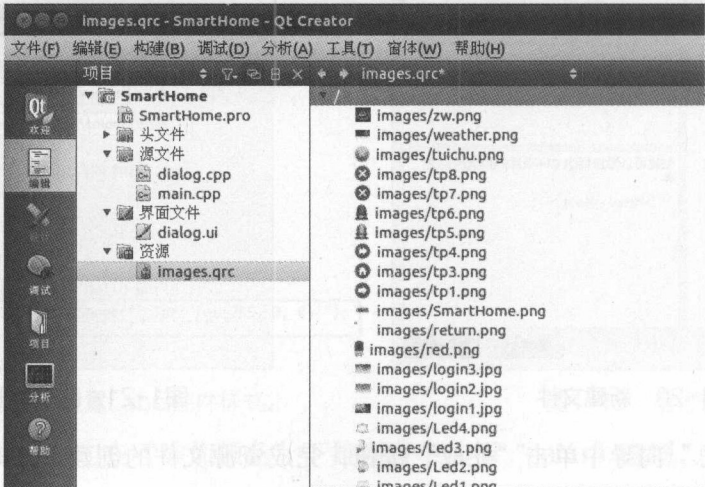 images.qrc - SmartHome - Qt Creator
文件(F) 编辑(E) 构建(B) 调试(D) 分析(A) 工具(T) 窗体(W) 帮助(H)
项目
images.qrc*
欢迎
编辑
调试
项目
分析
帮助
SmartHome
SmartHome.pro
头文件
源文件
dialog.cpp
main.cpp
界面文件
dialog.ui
资源
images.qrc
/
images/zw.png
images/weather.png
images/tuichu.png
images/tp8.png
images/tp7.png
images/tp6.png
images/tp5.png
images/tp4.png
images/tp3.png
images/tp1.png
images/SmartHome.png
images/return.png
images/red.png
images/login3.jpg
images/login2.jpg
images/login1.jpg
images/Led4.png
images/Led3.png
images/Led2.png
images/Led1.png